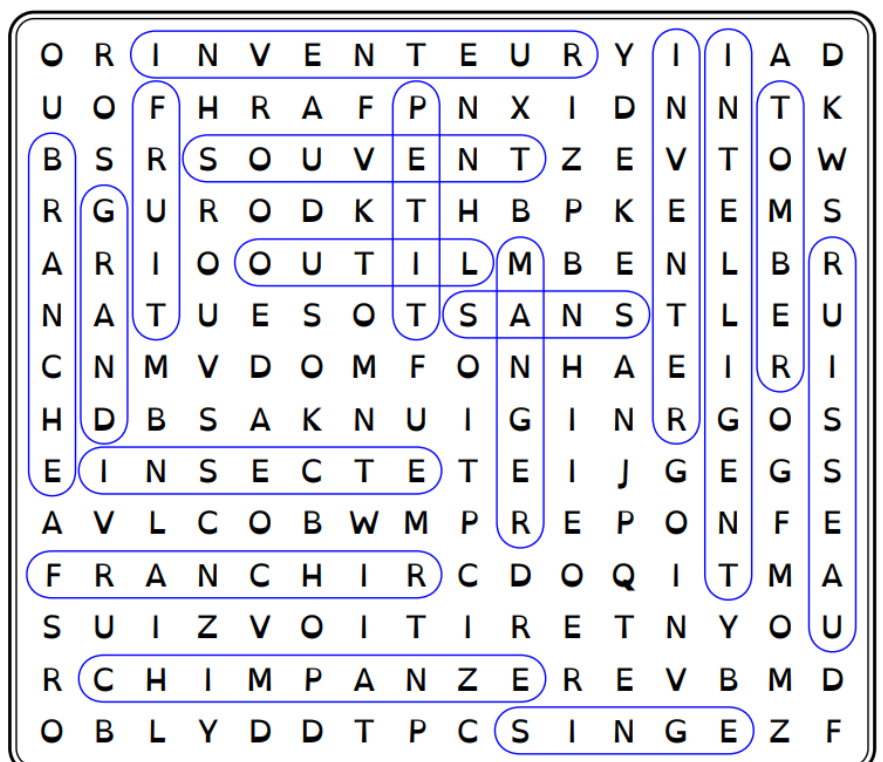 O R I N V E N T E U R Y I I A D
U O F H R A F P N X I D N N T K
B S R S O U V E N T Z E V T O W
R G U R O D K T H B P K E E M S
A R I O O U T I L M B E N L B R
N A T U E S O T S A N S T L E U
C N M V D O M F O N H A E I R I
H D B S A K N U I G I N R G O S
E I N S E C T E T E I J G E G S
A V L C O B W M P R E P O N F E
F R A N C H I R C D O Q I T M A
S U I Z V O I T I R E T N Y O U
R C H I M P A N Z E R E V B M D
O B L Y D D T P C S I N G E Z F